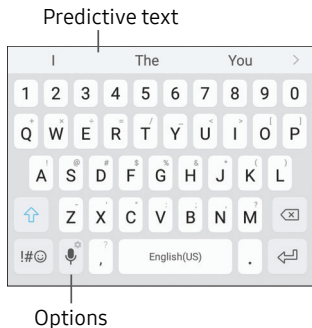 Predictive text
I The You >
1 2 3 4 5 6 7 8 9 0
+ × ÷ = / _ < > [ ]
Q W E R T Y U I O P
! @ # $ % & * ( )
A S D F G H J K L
- ' " : ; , ?
Z X C V B N M
!#☺ , ? English(US) .
Options